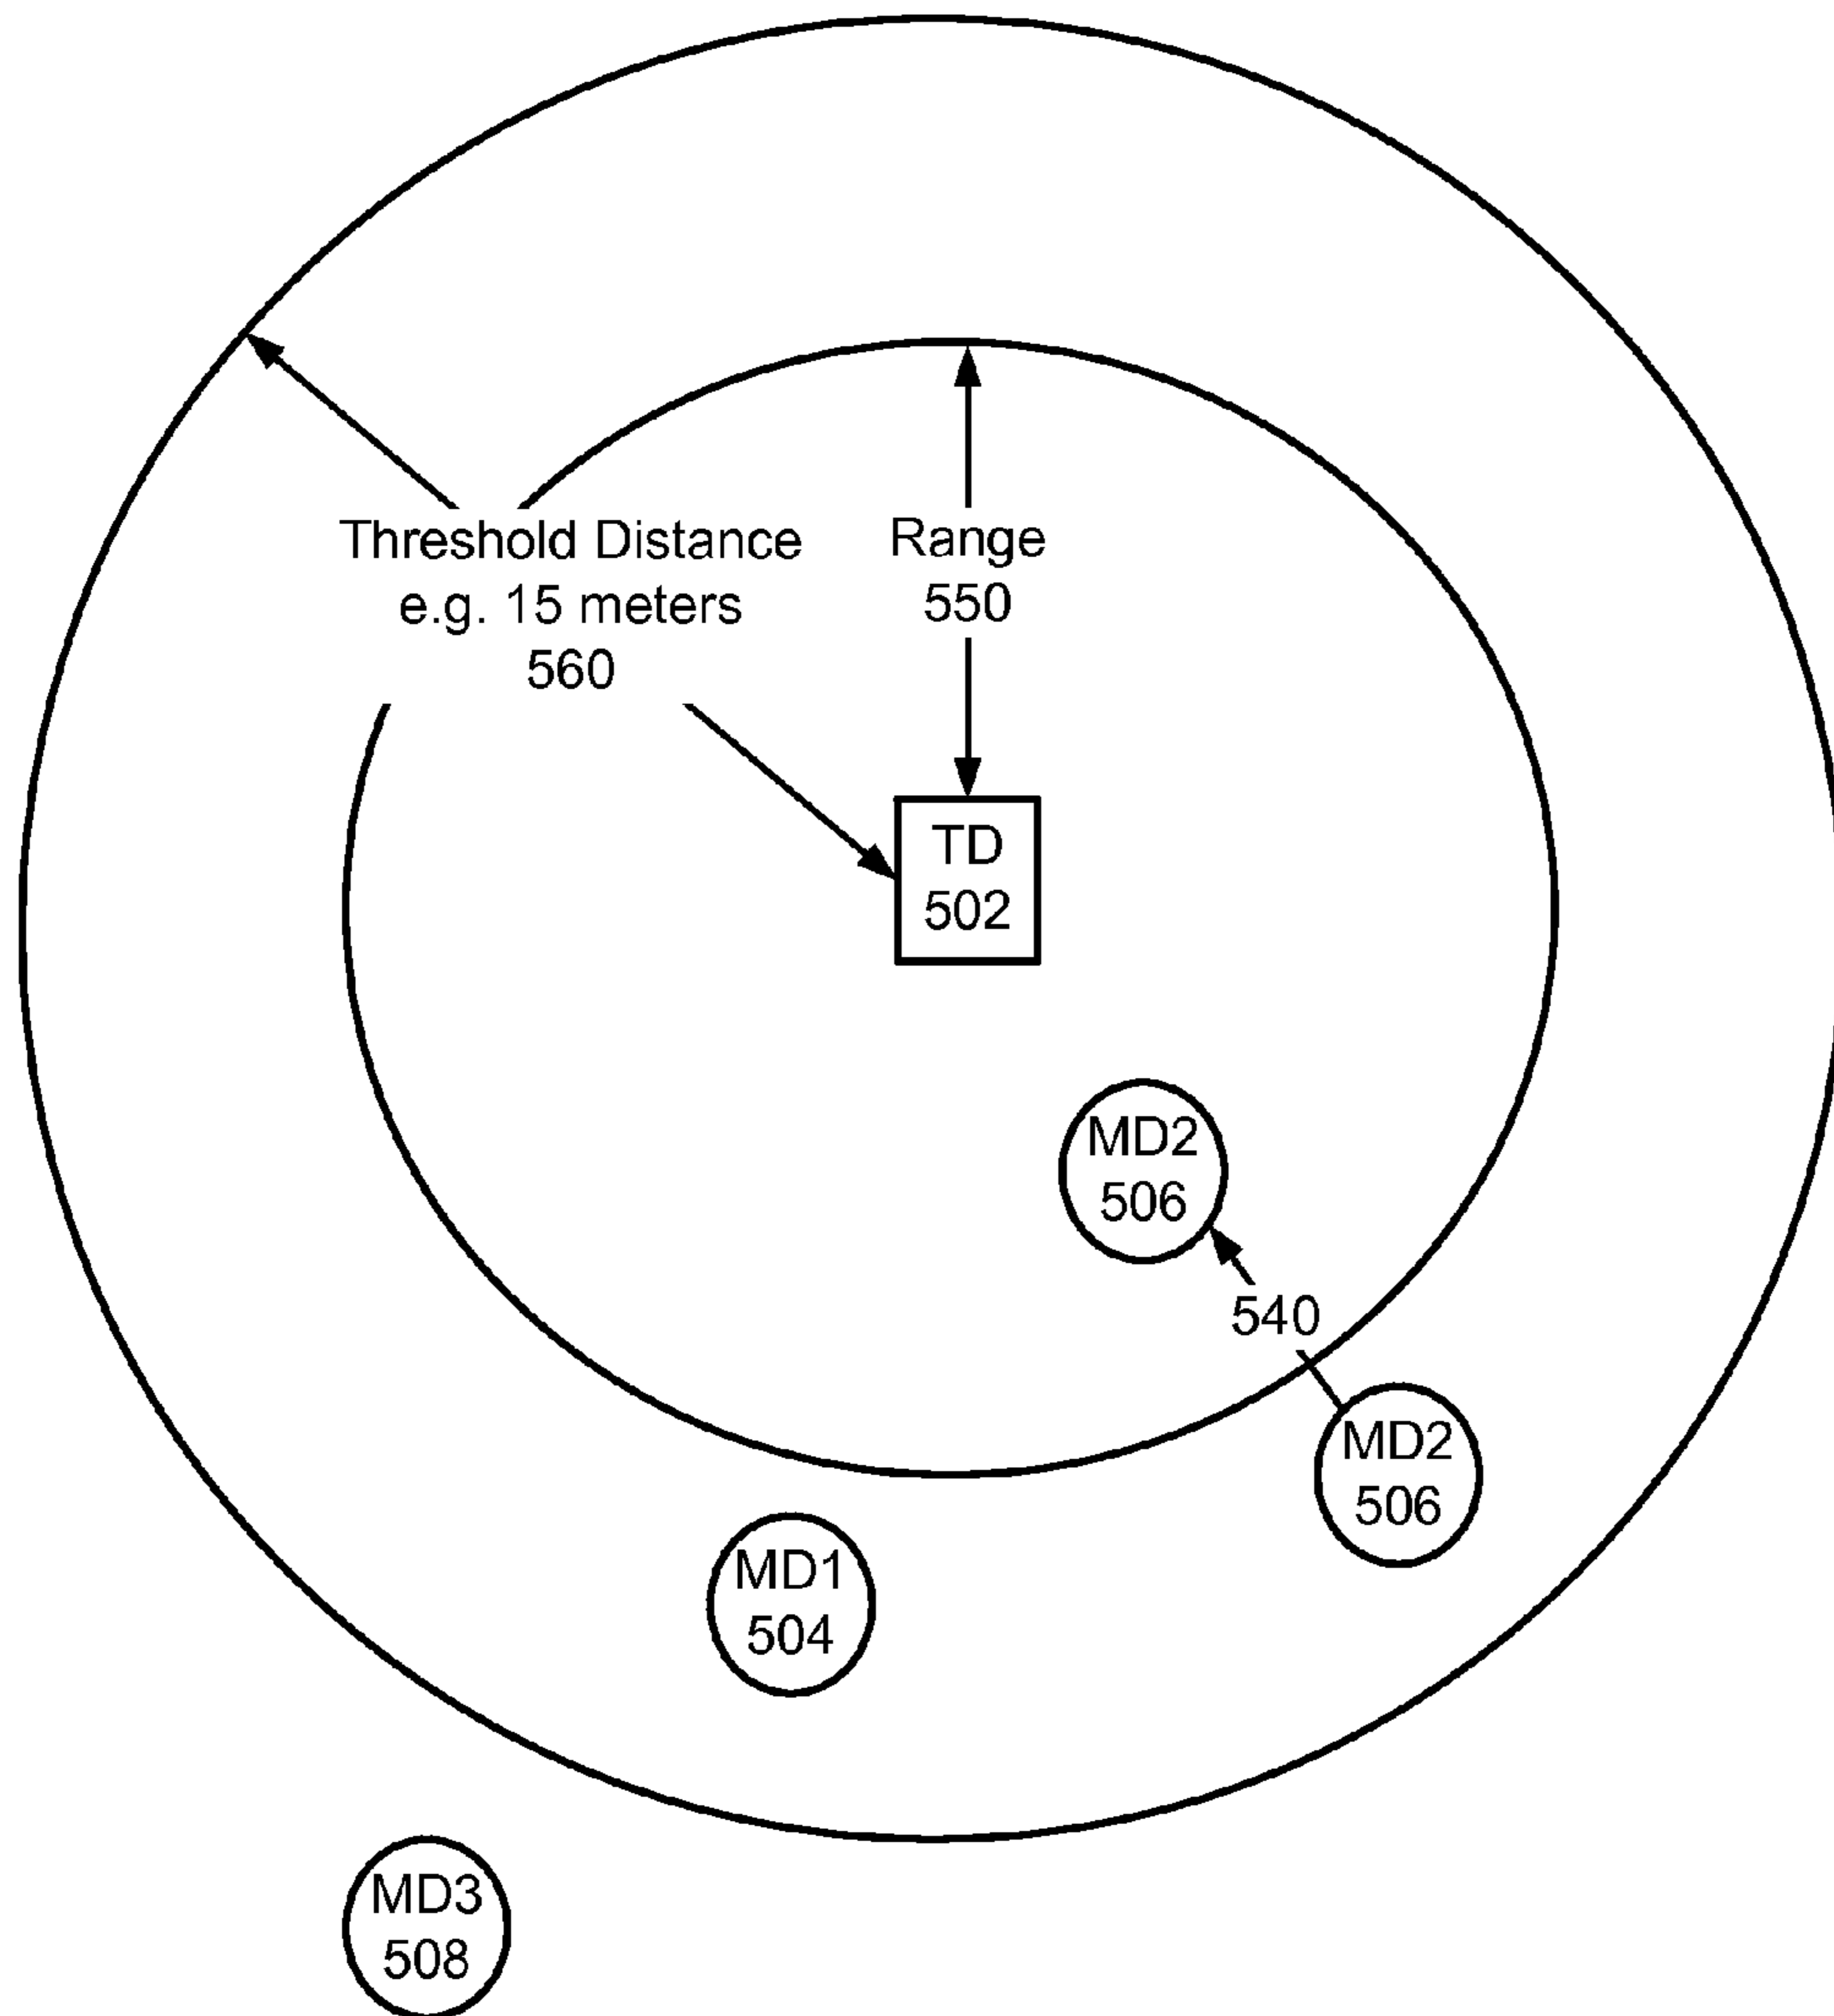 Threshold Distance
e.g. 15 meters
560
Range
550
TD
502
MD2
506
540
MD2
506
MD1
504
MD3
508